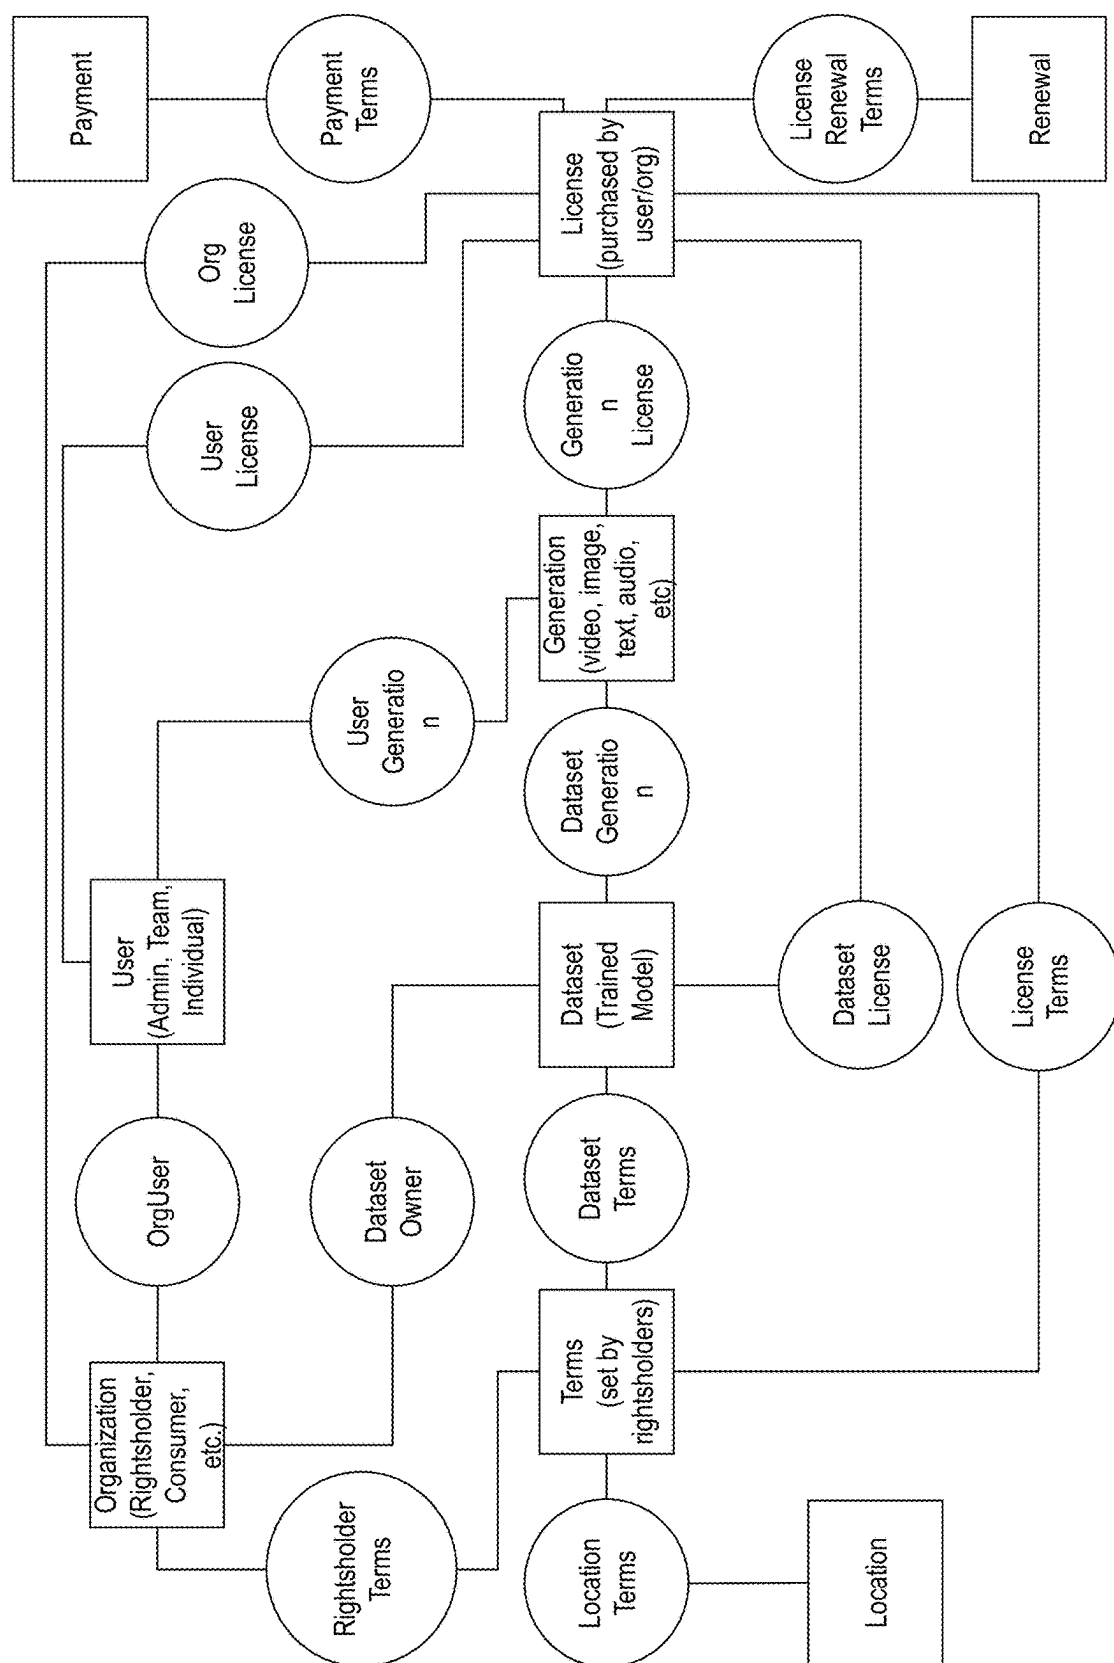 Payment
Organization
(Rightsholder,
Consumer,
etc.)
OrgUser
User
(Admin, Team,
Individual)
User
License
Org
License
Rightsholder
Terms
Dataset
Owner
User
Generatio
n
Payment
Terms
Location
Terms
Terms
(set by
rightsholders)
Dataset
Terms
Dataset
(Trained
Model)
Dataset
Generatio
n
Generation
(video, image,
text, audio,
etc)
Generatio
n
License
License
(purchased by
user/org)
Location
Dataset
License
License
Renewal
Terms
License
Terms
Renewal